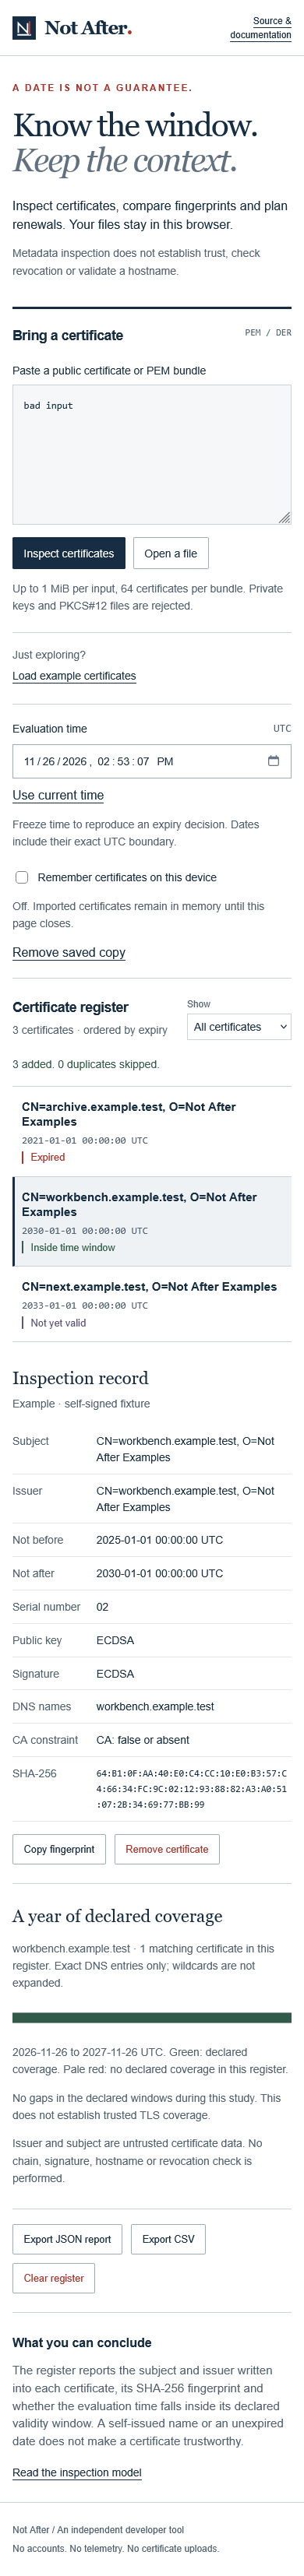 Not After.
Source &
documentation
A DATE IS NOT A GUARANTEE.
Know the window.
Keep the context.
Inspect certificates, compare fingerprints and plan
renewals. Your files stay in this browser.
Metadata inspection does not establish trust, check
revocation or validate a hostname.
Bring a certificate
PEM / DER
Paste a public certificate or PEM bundle
bad input
Inspect certificates
Open a file
Up to 1 MiB per input, 64 certificates per bundle. Private
keys and PKCS#12 files are rejected.
Just exploring?
Load example certificates
Evaluation time
UTC
11/26/2026, 02:53:07 PM
Use current time
Freeze time to reproduce an expiry decision. Dates
include their exact UTC boundary.
Remember certificates on this device
Off. Imported certificates remain in memory until this
page closes.
Remove saved copy
Certificate register
3 certificates · ordered by expiry
Show
All certificates
3 added. 0 duplicates skipped.
CN=archive.example.test, O=Not After
Examples
2021-01-01 00:00:00 UTC
Expired
CN=workbench.example.test, O=Not After
Examples
2030-01-01 00:00:00 UTC
Inside time window
CN=next.example.test, O=Not After Examples
2033-01-01 00:00:00 UTC
Not yet valid
Inspection record
Example · self-signed fixture
Subject
CN=workbench.example.test, O=Not
After Examples
Issuer
CN=workbench.example.test, O=Not
After Examples
Not before
2025-01-01 00:00:00 UTC
Not after
2030-01-01 00:00:00 UTC
Serial number
02
Public key
ECDSA
Signature
ECDSA
DNS names
workbench.example.test
CA constraint
CA: false or absent
SHA-256
64:B1:0F:AA:40:E0:C4:CC:10:E0:B3:57:C
4:66:34:FC:9C:02:12:93:88:82:A3:A0:51
:07:2B:34:69:77:BB:99
Copy fingerprint
Remove certificate
A year of declared coverage
workbench.example.test · 1 matching certificate in this
register. Exact DNS entries only; wildcards are not
expanded.
2026-11-26 to 2027-11-26 UTC. Green: declared
coverage. Pale red: no declared coverage in this register.
No gaps in the declared windows during this study. This
does not establish trusted TLS coverage.
Issuer and subject are untrusted certificate data. No
chain, signature, hostname or revocation check is
performed.
Export JSON report
Export CSV
Clear register
What you can conclude
The register reports the subject and issuer written
into each certificate, its SHA-256 fingerprint and
whether the evaluation time falls inside its declared
validity window. A self-issued name or an unexpired
date does not make a certificate trustworthy.
Read the inspection model
Not After / An independent developer tool
No accounts. No telemetry. No certificate uploads.